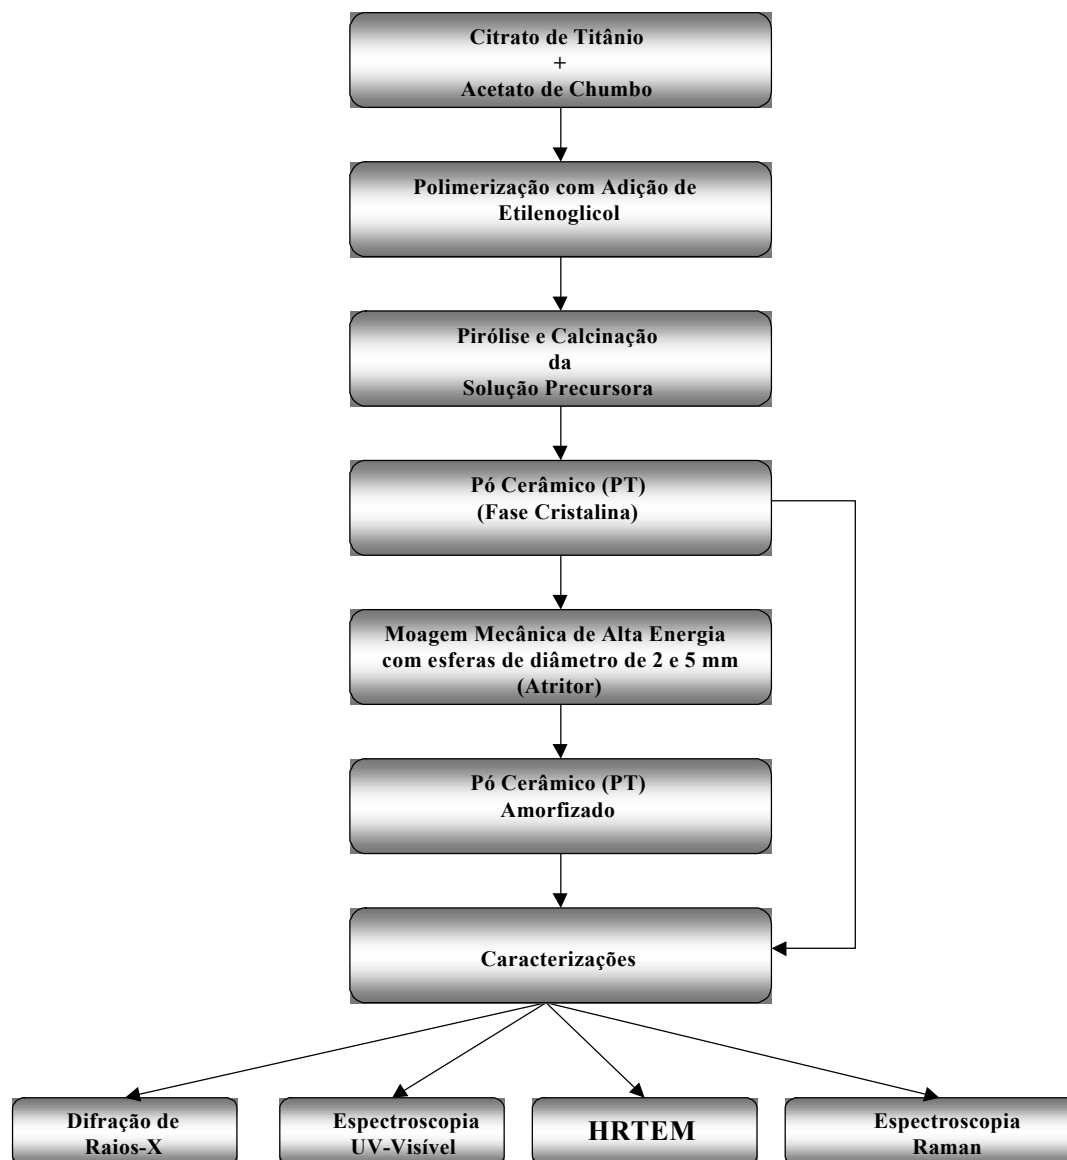 Citrato de Titânio
+
Acetato de Chumbo
Polimerização com Adição de
Etilenoglicol
Pirólise e Calcinação
da
Solução Precursora
Pó Cerâmico (PT)
(Fase Cristalina)
Moagem Mecânica de Alta Energia
com esferas de diâmetro de 2 e 5 mm
(Atritor)
Pó Cerâmico (PT)
Amorfizado
Caracterizações
Difração de
Raios-X
Espectroscopia
UV-Visível
HRTEM
Espectroscopia
Raman